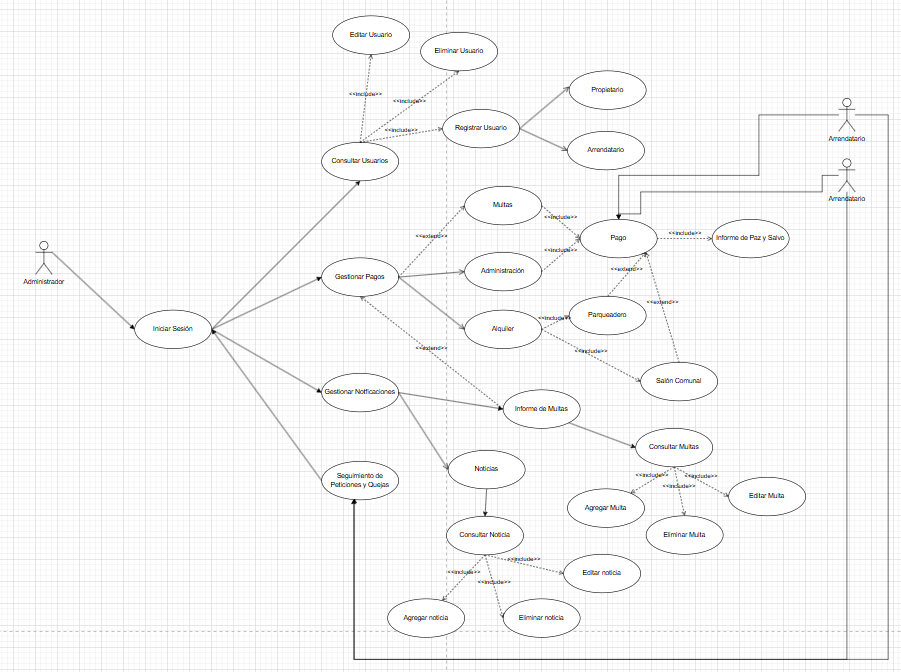 Editar Usuario
Eliminar Usuario
<<include>>
<<include>>
<<include>>
Registrar Usuario
Propietario
Arrendatario
Consultar Usuarios
Arrendatario
Arrendatario
Administrador
Iniciar Sesión
Multas
<<include>>
<<extend>>
Pago
<<include>>
Informe de Paz y Salvo
<<include>>
Gestionar Pagos
Administración
<<extend>>
<<extend>>
Parqueadero
<<include>>
Alquiler
<<extend>>
<<include>>
Salón Comunal
Gestionar Notficaciones
Informe de Multas
Consultar Multas
Seguimiento de
Peticiones y Quejas
Noticias
<<include>>
<<include>>
<<include>>
Agregar Multa
Editar Multa
Eliminar Multa
Consultar Noticia
<<include>>
<<include>>
<<include>>
Editar noticia
Agregar noticia
Eliminar noticia